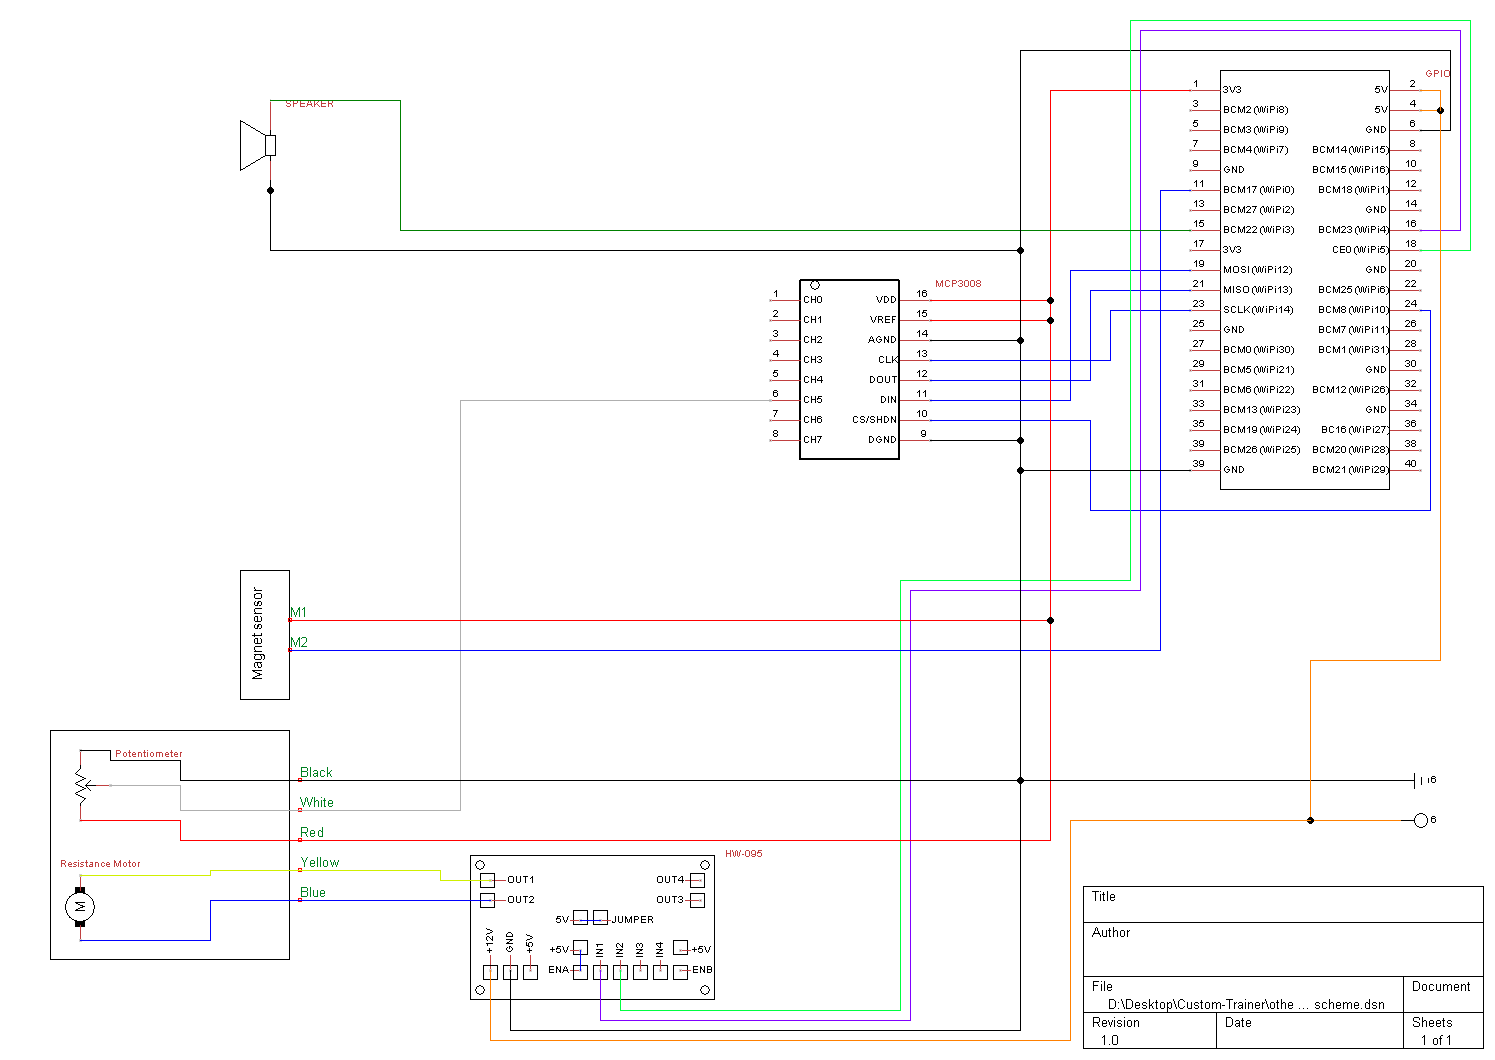 SPEAKER
GPIO
1 3V3 5V 2
3 BCM2(WiPi8) 5V 4
5 BCM3(WiPi9) GND 6
7 BCM4(WiPi7) BCM14(WiPi15) 8
9 GND BCM15(WiPi16) 10
11 BCM17(WiPi0) BCM18(WiPi1) 12
13 BCM27(WiPi2) GND 14
15 BCM22(WiPi3) BCM23(WiPi4) 16
17 3V3 CE0(WiPi5) 18
19 MOSI(WiPi12) GND 20
21 MISO(WiPi13) BCM25(WiPi6) 22
23 SCLK(WiPi14) BCM8(WiPi10) 24
25 GND BCM7(WiPi11) 26
27 BCM0(WiPi30) BCM1(WiPi31) 28
29 BCM5(WiPi21) GND 30
31 BCM6(WiPi22) BCM12(WiPi26) 32
33 BCM13(WiPi23) GND 34
35 BCM19(WiPi24) BC16(WiPi27) 36
39 BCM26(WiPi25) BCM20(WiPi28) 38
39 GND BCM21(WiPi29) 40
MCP3008
1 CH0 VDD 16
2 CH1 VREF 15
3 CH2 AGND 14
4 CH3 CLK 13
5 CH4 DOUT 12
6 CH5 DIN 11
7 CH6 CS/SHDN 10
8 CH7 DGND 9
Magnet sensor
M1
M2
Potentiometer
Black
White
Red
Resistance Motor
Yellow
Blue
M
6
6
HW-095
OUT1 OUT4
OUT2 OUT3
5V JUMPER
+12V GND +5V +5V IN1 IN2 IN3 IN4 +5V
ENA ENB
Title
Author
File Document
D:\Desktop\Custom-Trainer\othe ... scheme.dsn
Revision Date Sheets
1.0 1 of 1